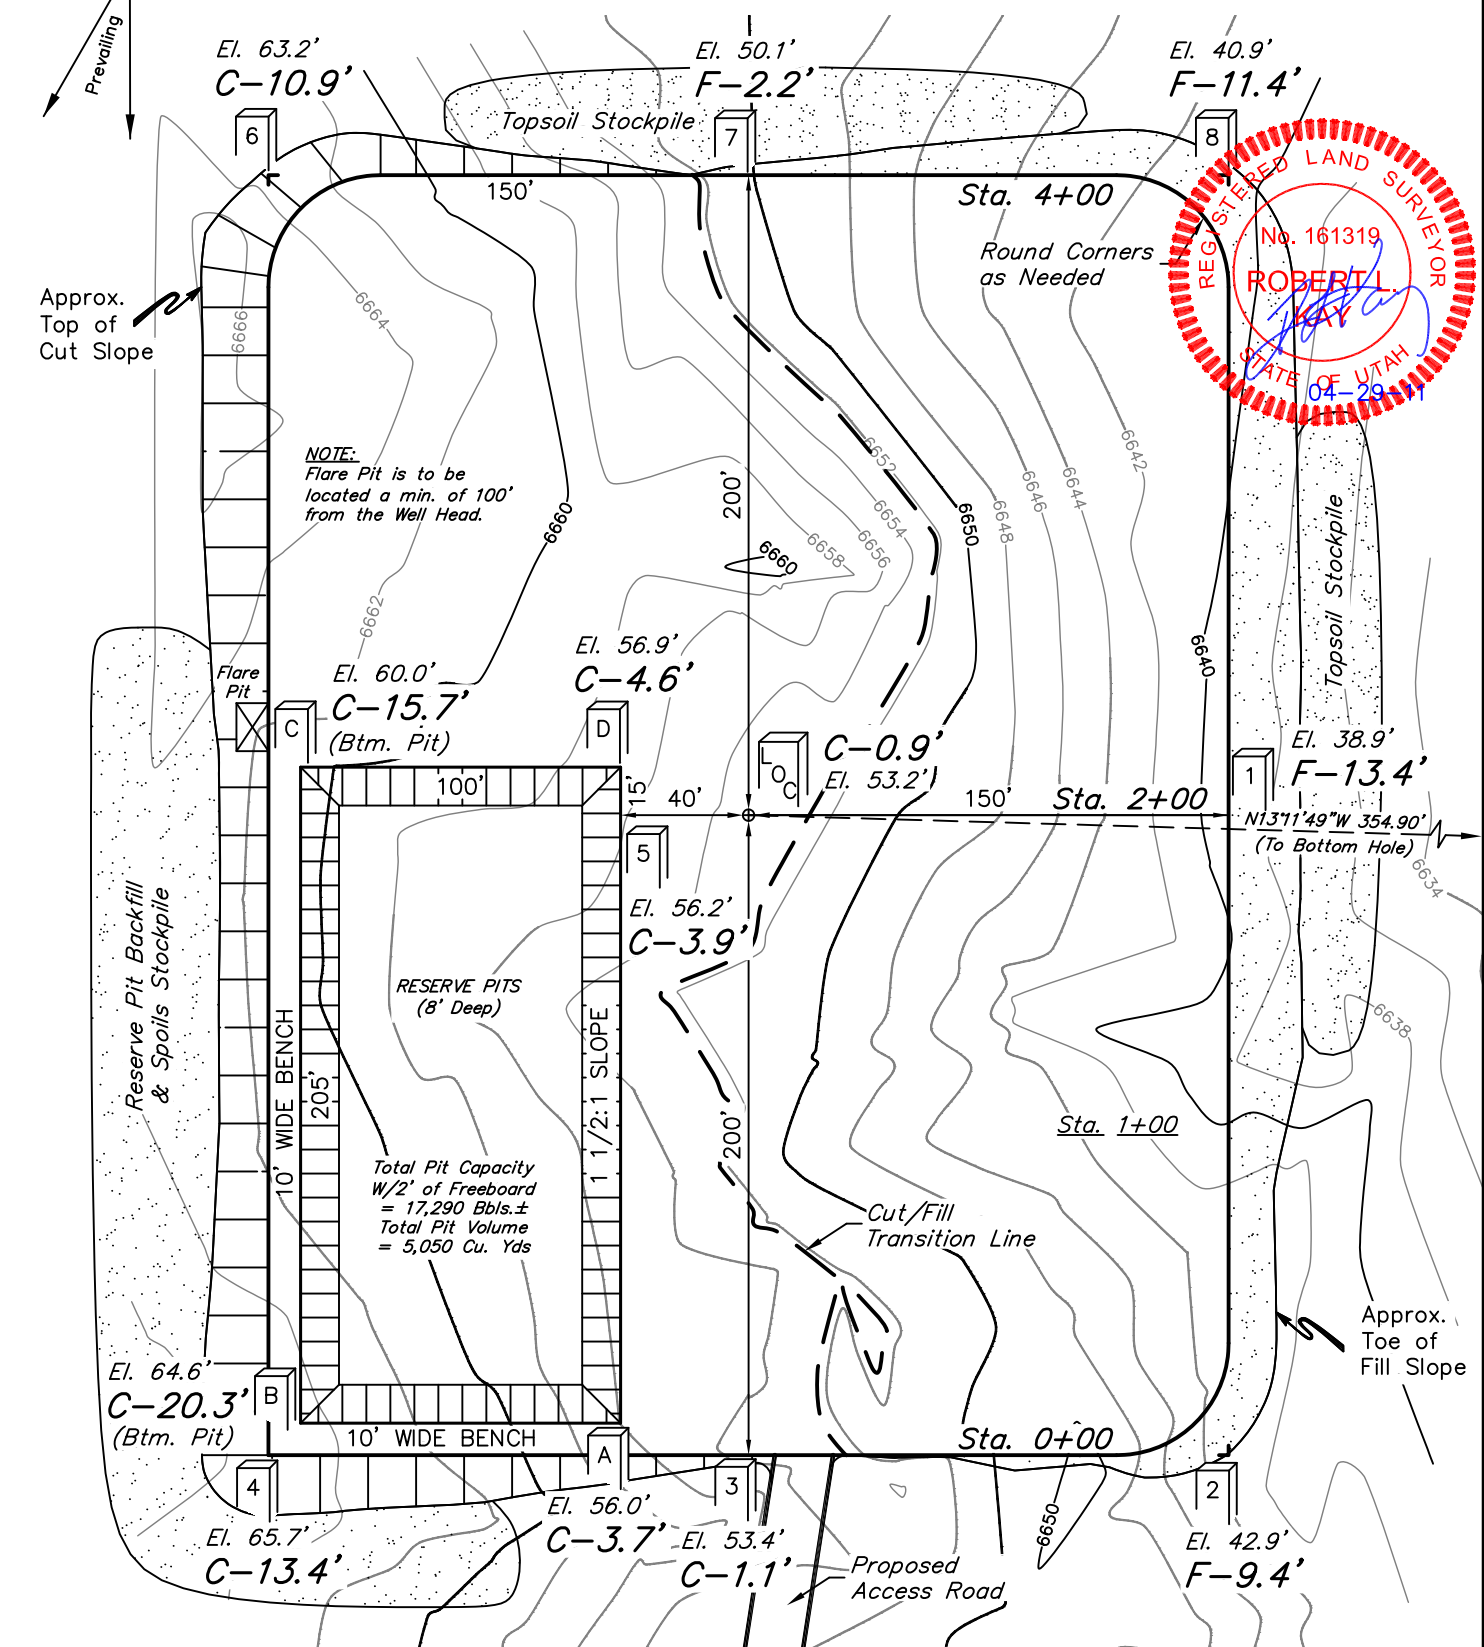 Prevailing
El. 63.2'
C-10.9'
6
El. 50.1'
F-2.2'
7
Topsoil Stockpile
El. 40.9'
F-11.4'
8
150'
Sta. 4+00
Round Corners
as Needed
REGISTERED LAND SURVEYOR
No. 161319
ROBERT L.
KAY
STATE OF UTAH
04-29-11
Approx.
Top of
Cut Slope
6666
6664
NOTE:
Flare Pit is to be
located a min. of 100'
from the Well Head.
6660
6662
200'
6660
6658
6656
6654
6652
6650
6648
6646
6644
6642
6640
Topsoil Stockpile
Flare
Pit
El. 60.0'
C-15.7'
(Btm. Pit)
C
El. 56.9'
C-4.6'
D
LOC
C-0.9'
El. 53.2'
El. 38.9'
F-13.4'
1
100'
15'
40'
150'
Sta. 2+00
N13°11'49"W 354.90'
(To Bottom Hole)
6634
5
El. 56.2'
C-3.9'
Reserve Pit Backfill
& Spoils Stockpile
10' WIDE BENCH
205'
RESERVE PITS
(8' Deep)
1 1/2:1 SLOPE
6638
200'
Sta. 1+00
Total Pit Capacity
W/2' of Freeboard
= 17,290 Bbls.±
Total Pit Volume
= 5,050 Cu. Yds
Cut/Fill
Transition Line
Approx.
Toe of
Fill Slope
El. 64.6'
C-20.3'
(Btm. Pit)
B
10' WIDE BENCH
A
Sta. 0+00
4
3
2
El. 65.7'
C-13.4'
El. 56.0'
C-3.7'
El. 53.4'
C-1.1'
Proposed
Access Road
6650
El. 42.9'
F-9.4'